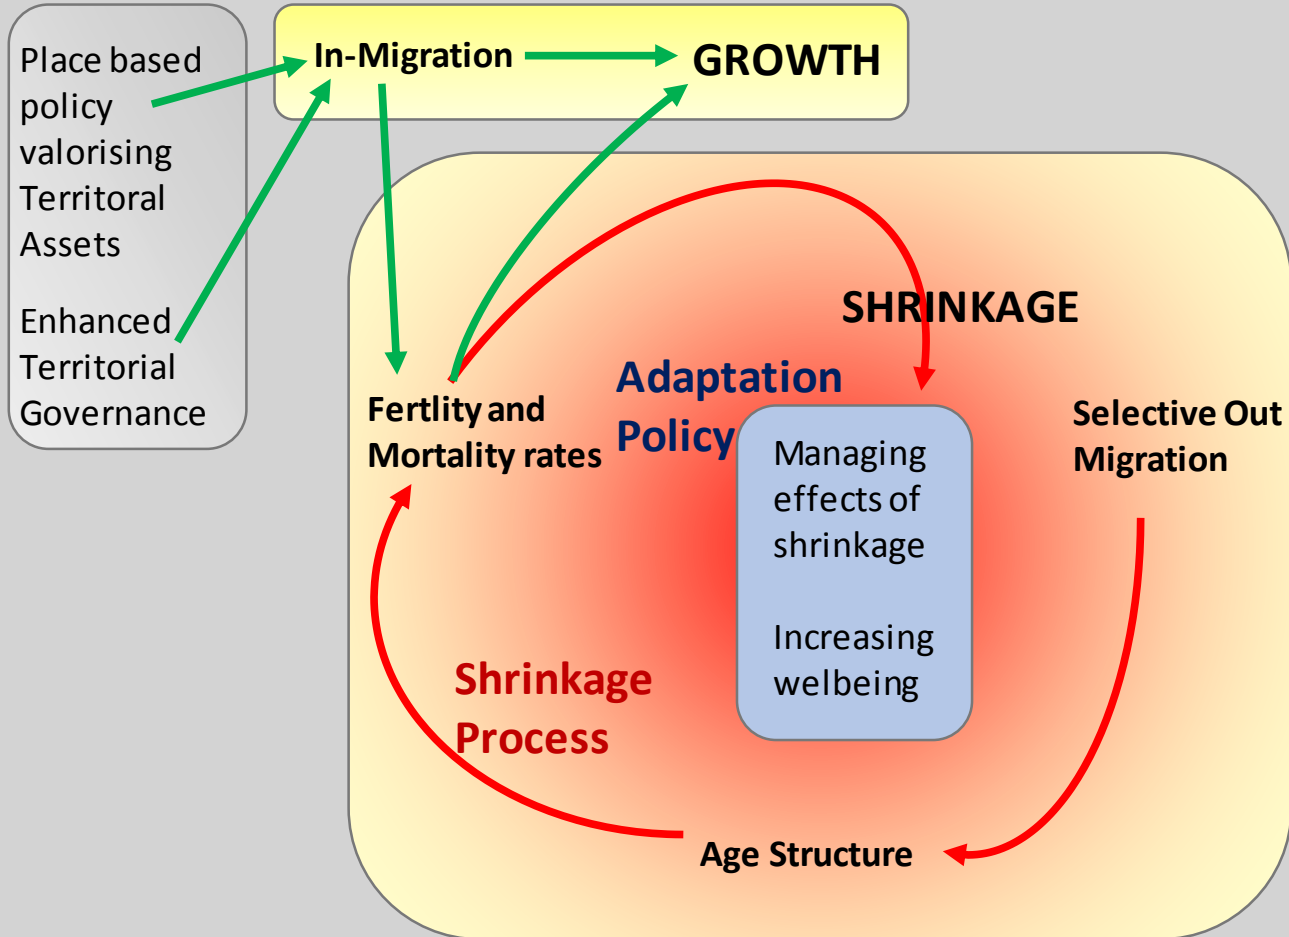 Place based
policy
valorising
Territoral
Assets
Enhanced
Territorial
Governance
In-Migration
GROWTH
SHRINKAGE
Adaptation
Policy
Fertlity and
Mortality rates
Managing
effects of
shrinkage
Increasing
welbeing
Selective Out
Migration
Shrinkage
Process
Age Structure